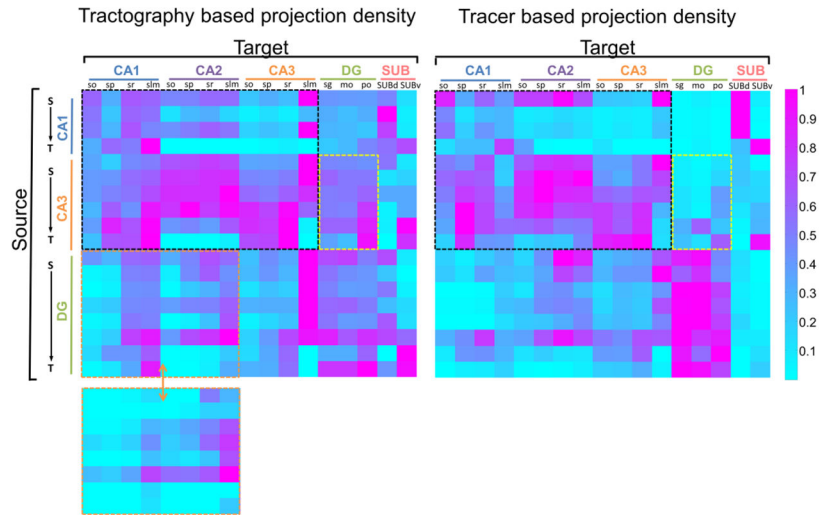 Tractography based projection density
Tracer based projection density
Target
Target
CA1 CA2 CA3 DG SUB
CA1 CA2 CA3 DG SUB
so sp sr slm so sp sr slm so sp sr slm sg mo po SUBd SUBv
so sp sr slm so sp sr slm so sp sr slm sg mo po SUBd SUBv
Source
S
T
CA1
S
T
CA3
S
T
DG
1
0.9
0.8
0.7
0.6
0.5
0.4
0.3
0.2
0.1